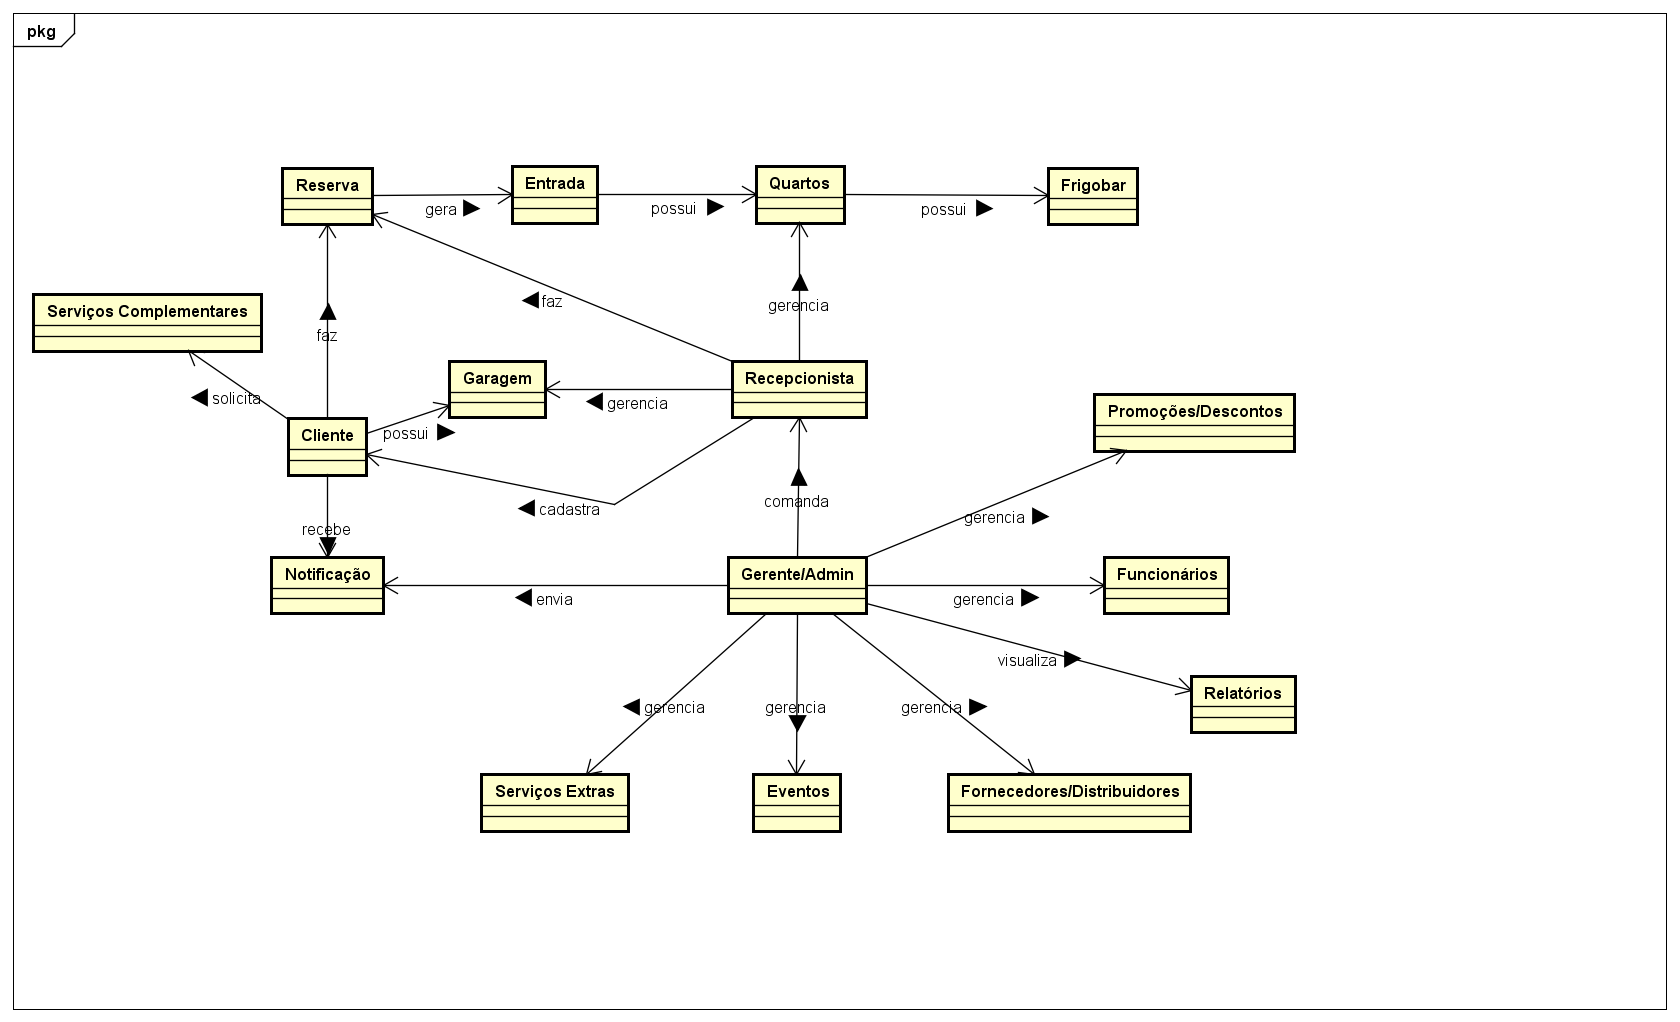 pkg
Reserva
Entrada
Quartos
Frigobar
gera
possui
possui
Serviços Complementares
faz
faz
gerencia
Garagem
Recepcionista
solicita
gerencia
Promoções/Descontos
Cliente
possui
cadastra
comanda
gerencia
recebe
Notificação
Gerente/Admin
Funcionários
envia
gerencia
visualiza
Relatórios
gerencia
gerencia
gerencia
Serviços Extras
Eventos
Fornecedores/Distribuidores